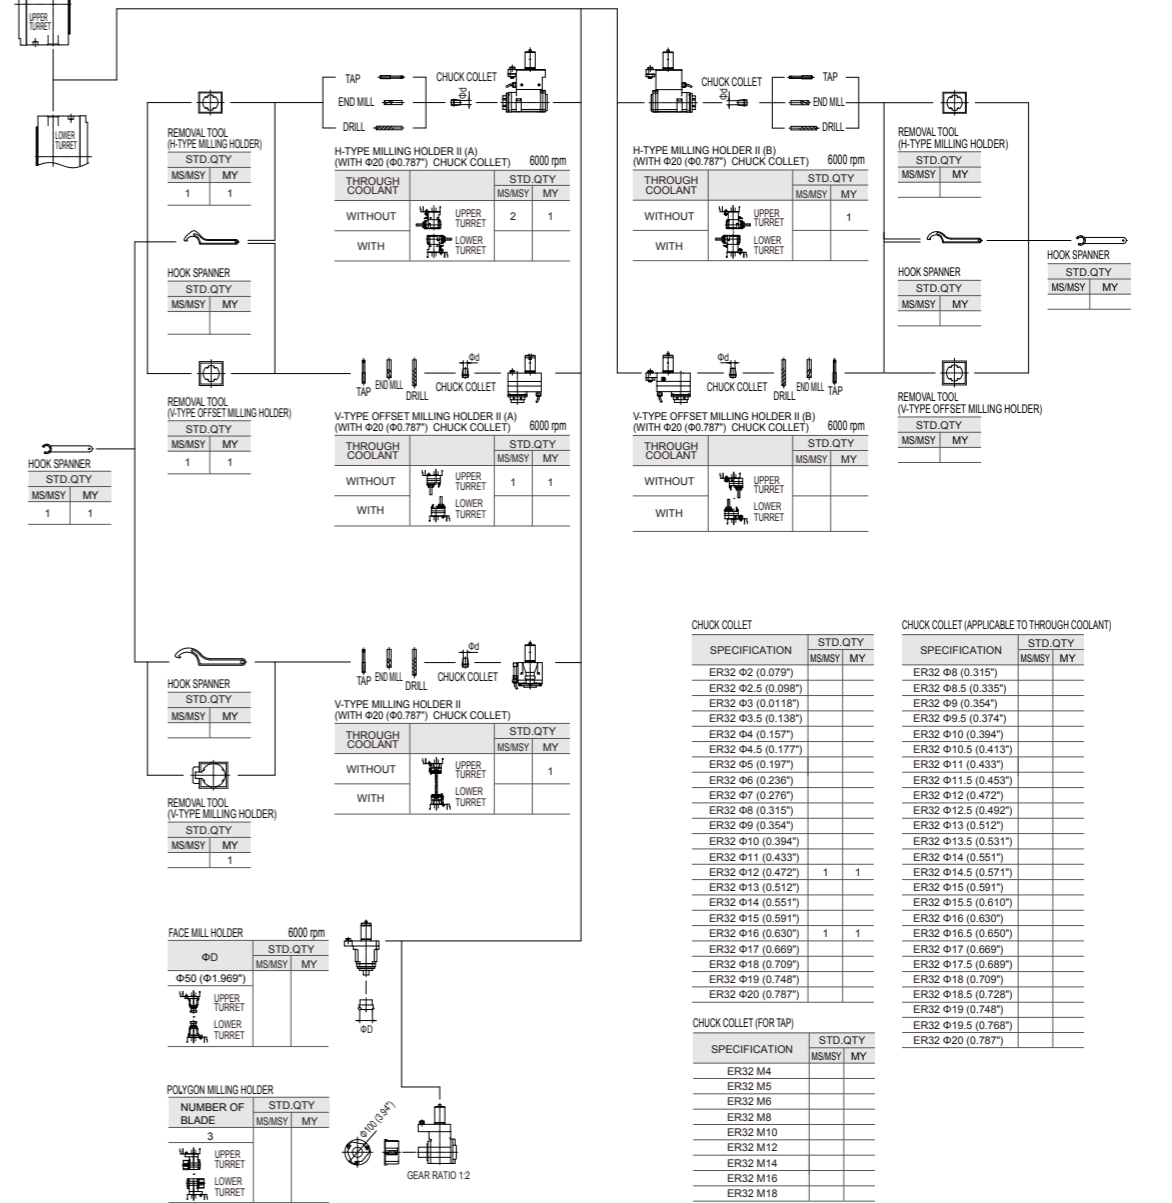 UPPER
TURRET
LOWER
TURRET
REMOVAL TOOL
(H-TYPE MILLING HOLDER)
STD.QTY
MS/MSY MY
1 1
HOOK SPANNER
STD.QTY
MS/MSY MY
REMOVAL TOOL
(V-TYPE OFFSET MILLING HOLDER)
STD.QTY
MS/MSY MY
1 1
HOOK SPANNER
STD.QTY
MS/MSY MY
1 1
TAP
END MILL
DRILL
CHUCK COLLET
Φd
H-TYPE MILLING HOLDER II (A)
(WITH Φ20 (Φ0.787") CHUCK COLLET) 6000 rpm
THROUGH COOLANT STD.QTY
MS/MSY MY
WITHOUT UPPER TURRET 2 1
WITH LOWER TURRET
TAP END MILL DRILL Φd CHUCK COLLET
V-TYPE OFFSET MILLING HOLDER II (A)
(WITH Φ20 (Φ0.787") CHUCK COLLET) 6000 rpm
THROUGH COOLANT STD.QTY
MS/MSY MY
WITHOUT UPPER TURRET 1 1
WITH LOWER TURRET
CHUCK COLLET
Φd
TAP
END MILL
DRILL
H-TYPE MILLING HOLDER II (B)
(WITH Φ20 (Φ0.787") CHUCK COLLET) 6000 rpm
THROUGH COOLANT STD.QTY
MS/MSY MY
WITHOUT UPPER TURRET 1
WITH LOWER TURRET
Φd CHUCK COLLET DRILL END MILL TAP
V-TYPE OFFSET MILLING HOLDER II (B)
(WITH Φ20 (Φ0.787") CHUCK COLLET) 6000 rpm
THROUGH COOLANT STD.QTY
MS/MSY MY
WITHOUT UPPER TURRET
WITH LOWER TURRET
REMOVAL TOOL
(H-TYPE MILLING HOLDER)
STD.QTY
MS/MSY MY
HOOK SPANNER
STD.QTY
MS/MSY MY
HOOK SPANNER
STD.QTY
MS/MSY MY
REMOVAL TOOL
(V-TYPE OFFSET MILLING HOLDER)
STD.QTY
MS/MSY MY
HOOK SPANNER
STD.QTY
MS/MSY MY
REMOVAL TOOL
(V-TYPE MILLING HOLDER)
STD.QTY
MS/MSY MY
1
TAP END MILL DRILL Φd CHUCK COLLET
V-TYPE MILLING HOLDER II
(WITH Φ20 (Φ0.787") CHUCK COLLET)
THROUGH COOLANT STD.QTY
MS/MSY MY
WITHOUT UPPER TURRET 1
WITH LOWER TURRET
FACE MILL HOLDER 6000 rpm
ΦD STD.QTY
MS/MSY MY
Φ50 (Φ1.969")
UPPER TURRET
LOWER TURRET
ΦD
POLYGON MILLING HOLDER
NUMBER OF BLADE STD.QTY
MS/MSY MY
3
UPPER TURRET
LOWER TURRET
Φ100 (3.94")
GEAR RATIO 1:2
CHUCK COLLET
SPECIFICATION STD.QTY
MS/MSY MY
ER32 Φ2 (0.079")
ER32 Φ2.5 (0.098")
ER32 Φ3 (0.0118")
ER32 Φ3.5 (0.138")
ER32 Φ4 (0.157")
ER32 Φ4.5 (0.177")
ER32 Φ5 (0.197")
ER32 Φ6 (0.236")
ER32 Φ7 (0.276")
ER32 Φ8 (0.315")
ER32 Φ9 (0.354")
ER32 Φ10 (0.394")
ER32 Φ11 (0.433")
ER32 Φ12 (0.472") 1 1
ER32 Φ13 (0.512")
ER32 Φ14 (0.551")
ER32 Φ15 (0.591")
ER32 Φ16 (0.630") 1 1
ER32 Φ17 (0.669")
ER32 Φ18 (0.709")
ER32 Φ19 (0.748")
ER32 Φ20 (0.787")
CHUCK COLLET (FOR TAP)
SPECIFICATION STD.QTY
MS/MSY MY
ER32 M4
ER32 M5
ER32 M6
ER32 M8
ER32 M10
ER32 M12
ER32 M14
ER32 M16
ER32 M18
CHUCK COLLET (APPLICABLE TO THROUGH COOLANT)
SPECIFICATION STD.QTY
MS/MSY MY
ER32 Φ8 (0.315")
ER32 Φ8.5 (0.335")
ER32 Φ9 (0.354")
ER32 Φ9.5 (0.374")
ER32 Φ10 (0.394")
ER32 Φ10.5 (0.413")
ER32 Φ11 (0.433")
ER32 Φ11.5 (0.453")
ER32 Φ12 (0.472")
ER32 Φ12.5 (0.492")
ER32 Φ13 (0.512")
ER32 Φ13.5 (0.531")
ER32 Φ14 (0.551")
ER32 Φ14.5 (0.571")
ER32 Φ15 (0.591")
ER32 Φ15.5 (0.610")
ER32 Φ16 (0.630")
ER32 Φ16.5 (0.650")
ER32 Φ17 (0.669")
ER32 Φ17.5 (0.689")
ER32 Φ18 (0.709")
ER32 Φ18.5 (0.728")
ER32 Φ19 (0.748")
ER32 Φ19.5 (0.768")
ER32 Φ20 (0.787")